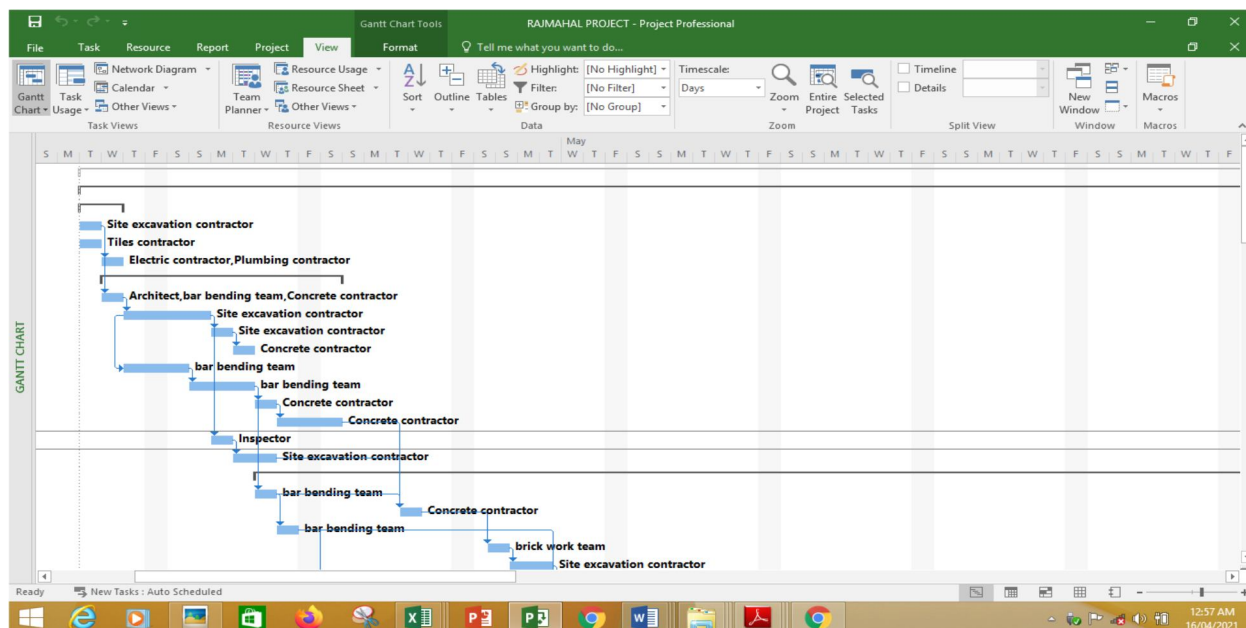 Gantt Chart Tools RAJMAHAL PROJECT - Project Professional
File Task Resource Report Project View Format Tell me what you want to do...
Network Diagram Resource Usage Highlight: [No Highlight] Timescale: Timeline
Calendar Resource Sheet Filter: [No Filter] Days Details
Gantt Chart Task Usage Other Views Team Planner Other Views Sort Outline Tables Group by: [No Group] Zoom Entire Project Selected Tasks New Window Macros
Task Views Resource Views Data Zoom Split View Window Macros
May
S M T W T F S S M T W T F S S M T W T F S S M T W T F S S M T W T F S S M T W T F S S M T W T F S S M T W T F
GANTT CHART
Site excavation contractor
Tiles contractor
Electric contractor,Plumbing contractor
Architect,bar bending team,Concrete contractor
Site excavation contractor
Site excavation contractor
Concrete contractor
bar bending team
bar bending team
Concrete contractor
Concrete contractor
Inspector
Site excavation contractor
bar bending team
Concrete contractor
bar bending team
brick work team
Site excavation contractor
Ready New Tasks : Auto Scheduled
12:57 AM
16/04/2021